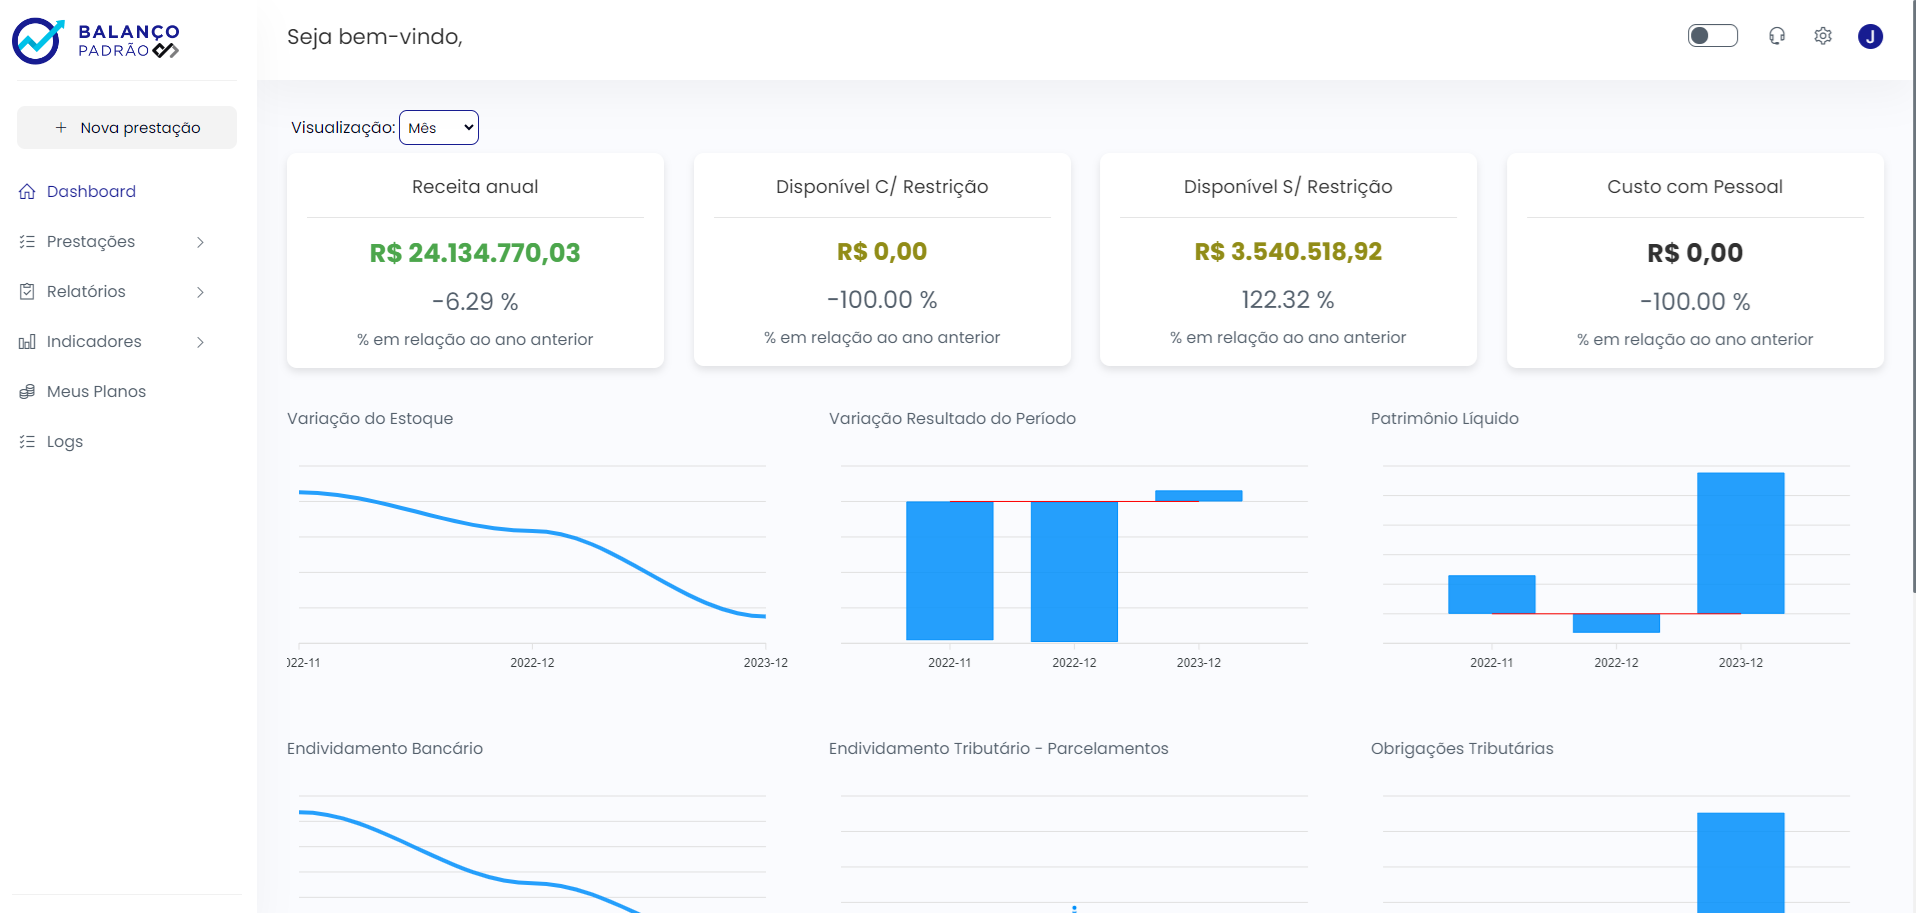 BALANÇO
PADRÃO
Seja bem-vindo,
J
+ Nova prestação
Dashboard
Prestações
Relatórios
Indicadores
Meus Planos
Logs
Visualização: Mês
Receita anual
R$ 24.134.770,03
-6.29 %
% em relação ao ano anterior
Disponível C/ Restrição
R$ 0,00
-100.00 %
% em relação ao ano anterior
Disponível S/ Restrição
R$ 3.540.518,92
122.32 %
% em relação ao ano anterior
Custo com Pessoal
R$ 0,00
-100.00 %
% em relação ao ano anterior
Variação do Estoque
022-11 2022-12 2023-12
Variação Resultado do Período
2022-11 2022-12 2023-12
Patrimônio Líquido
2022-11 2022-12 2023-12
Endividamento Bancário
Endividamento Tributário - Parcelamentos
Obrigações Tributárias